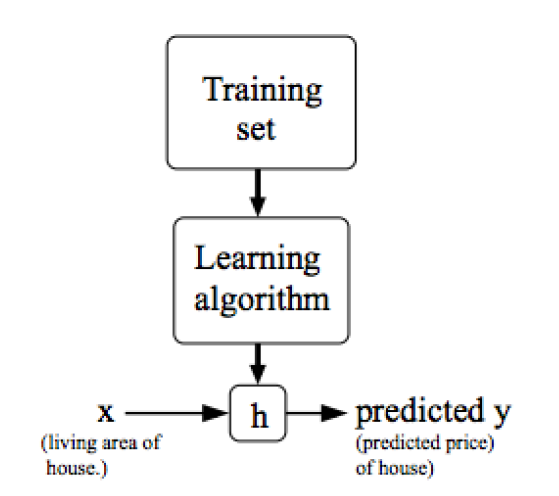 Training
set
Learning
algorithm
x
h
predicted y
(living area of
house.)
(predicted price)
of house)